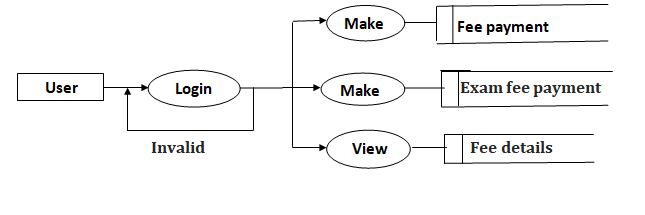 Make
Fee payment
User
Login
Make
Exam fee payment
Invalid
View
Fee details